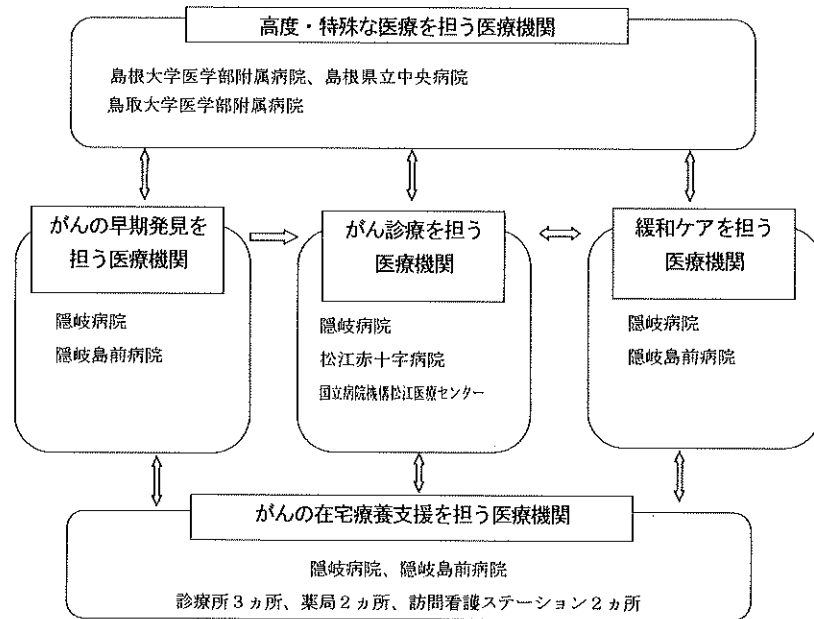 高度・特殊な医療を担う医療機関
島根大学医学部附属病院、島根県立中央病院
鳥取大学医学部附属病院
がんの早期発見を
担う医療機関
隠岐病院
隠岐島前病院
がん診療を担う
医療機関
隠岐病院
松江赤十字病院
国立病院機構松江医療センター
緩和ケアを担う
医療機関
隠岐病院
隠岐島前病院
がんの在宅療養支援を担う医療機関
隠岐病院、隠岐島前病院
診療所3ヵ所、薬局2ヵ所、訪問看護ステーション2ヵ所